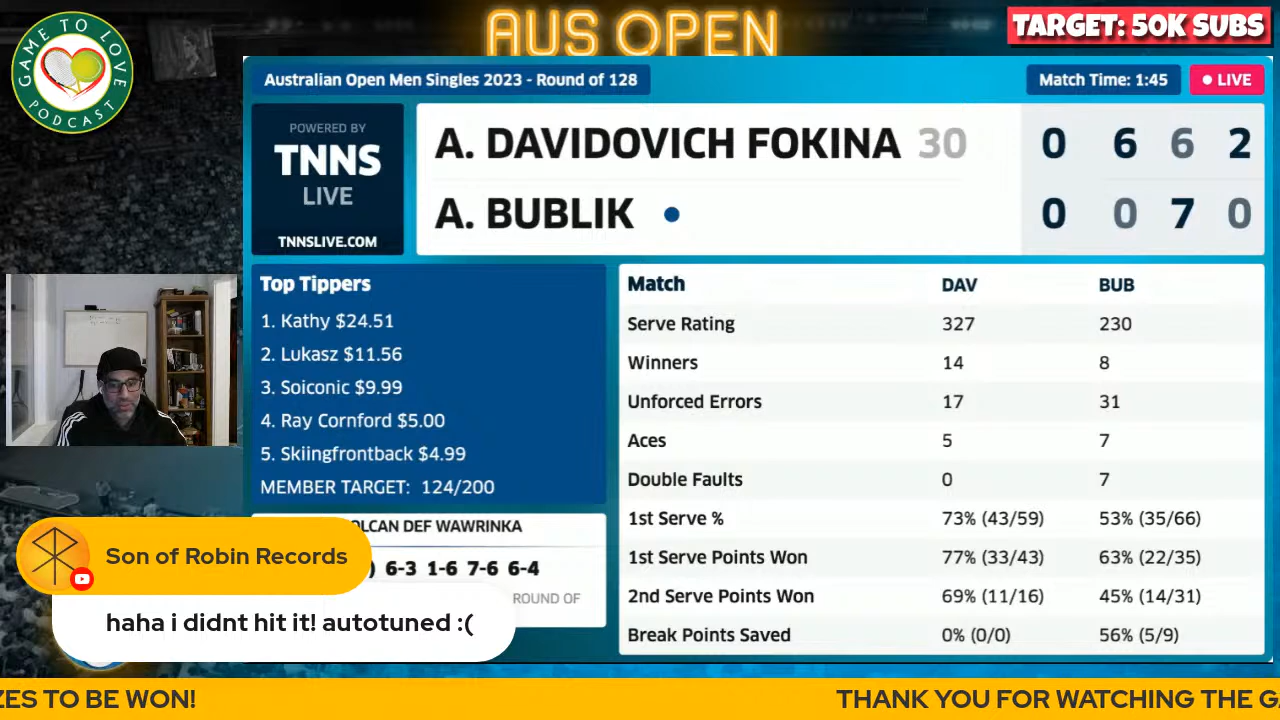 AUS OPEN
TARGET: 50K SUBS
GAME TO LOVE
PODCAST
Australian Open Men Singles 2023 - Round of 128
Match Time: 1:45
LIVE
POWERED BY
TNNS
LIVE
TNNSLIVE.COM
A. DAVIDOVICH FOKINA 30 0 6 6 2
A. BUBLIK 0 0 7 0
Top Tippers
1. Kathy $24.51
2. Lukasz $11.56
3. Soiconic $9.99
4. Ray Cornford $5.00
5. Skiingfrontback $4.99
MEMBER TARGET: 124/200
OLCAN DEF WAWRINKA
) 6-3 1-6 7-6 6-4
ROUND OF
Match DAV BUB
Serve Rating 327 230
Winners 14 8
Unforced Errors 17 31
Aces 5 7
Double Faults 0 7
1st Serve % 73% (43/59) 53% (35/66)
1st Serve Points Won 77% (33/43) 63% (22/35)
2nd Serve Points Won 69% (11/16) 45% (14/31)
Break Points Saved 0% (0/0) 56% (5/9)
Son of Robin Records
haha i didnt hit it! autotuned :(
ZES TO BE WON!
THANK YOU FOR WATCHING THE GA